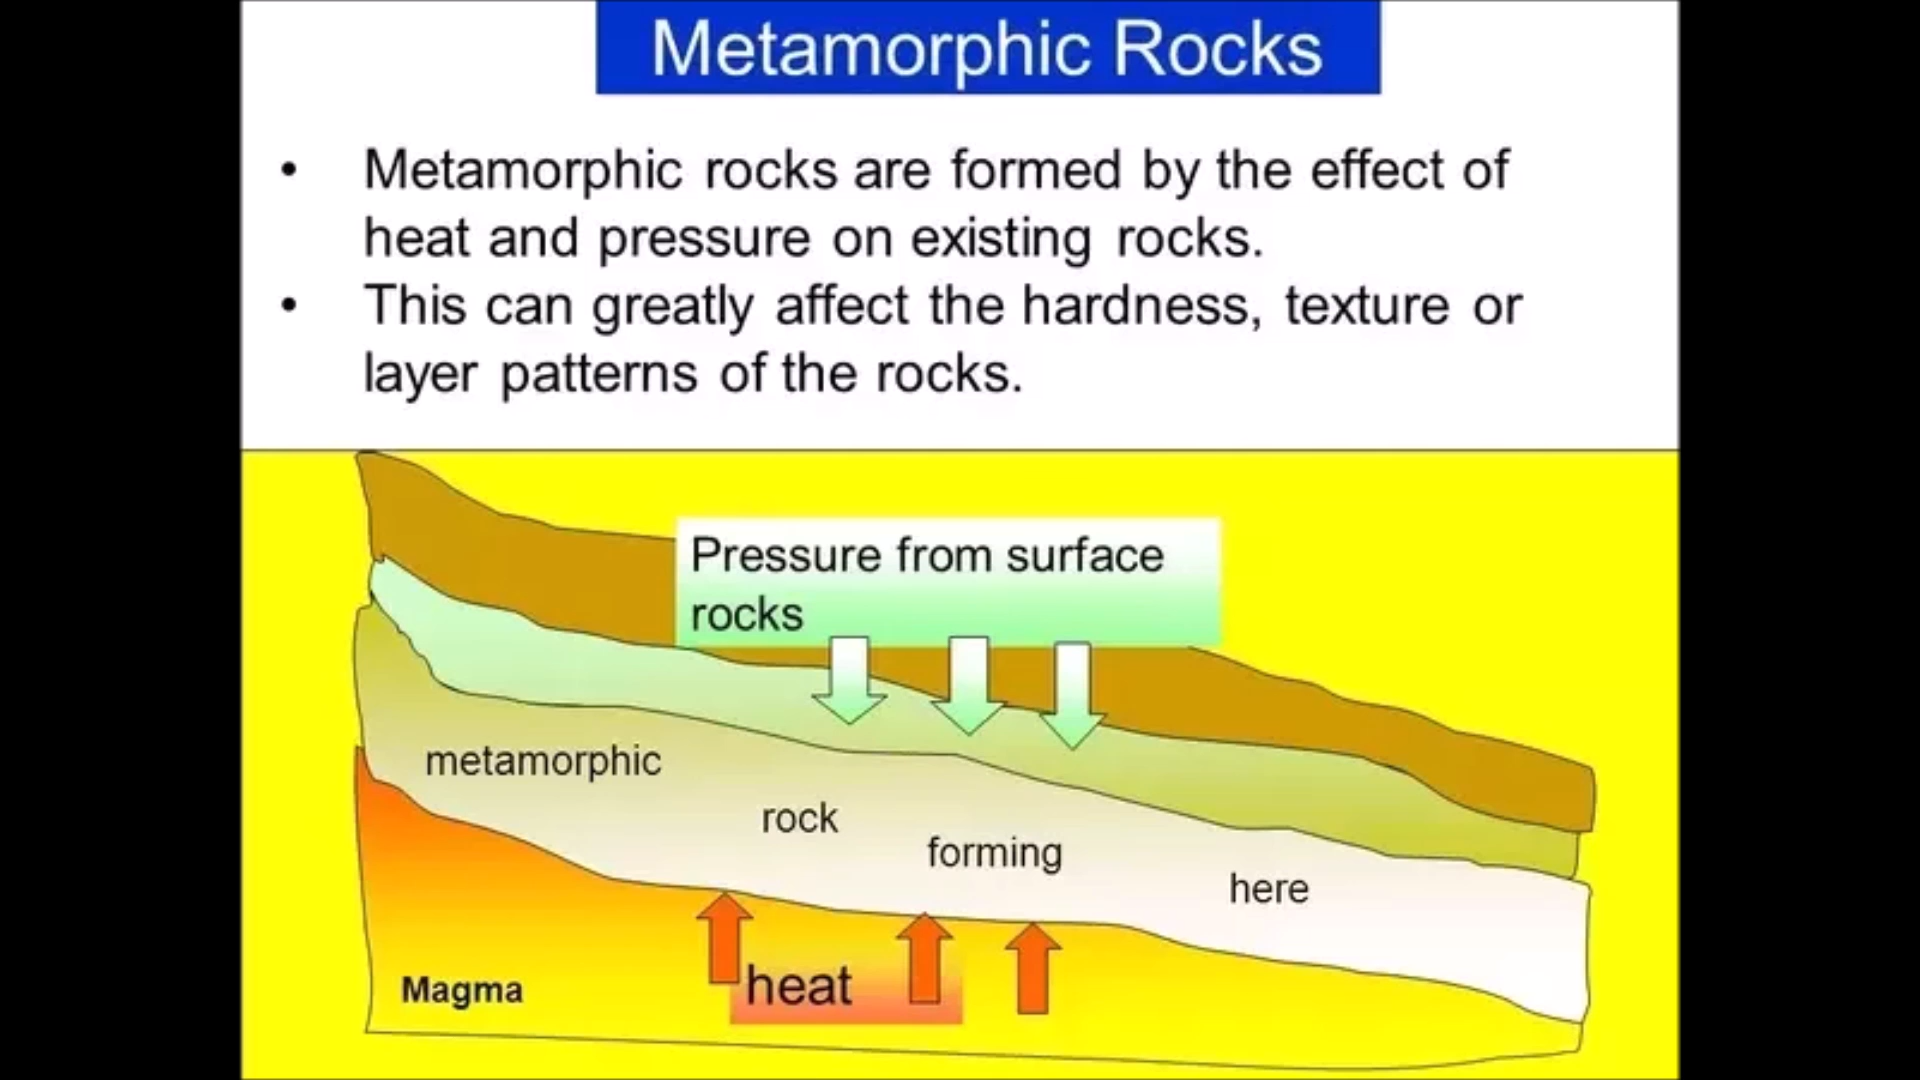 Metamorphic Rocks
• Metamorphic rocks are formed by the effect of
heat and pressure on existing rocks.
• This can greatly affect the hardness, texture or
layer patterns of the rocks.
Pressure from surface
rocks
metamorphic
rock
forming
here
heat
Magma